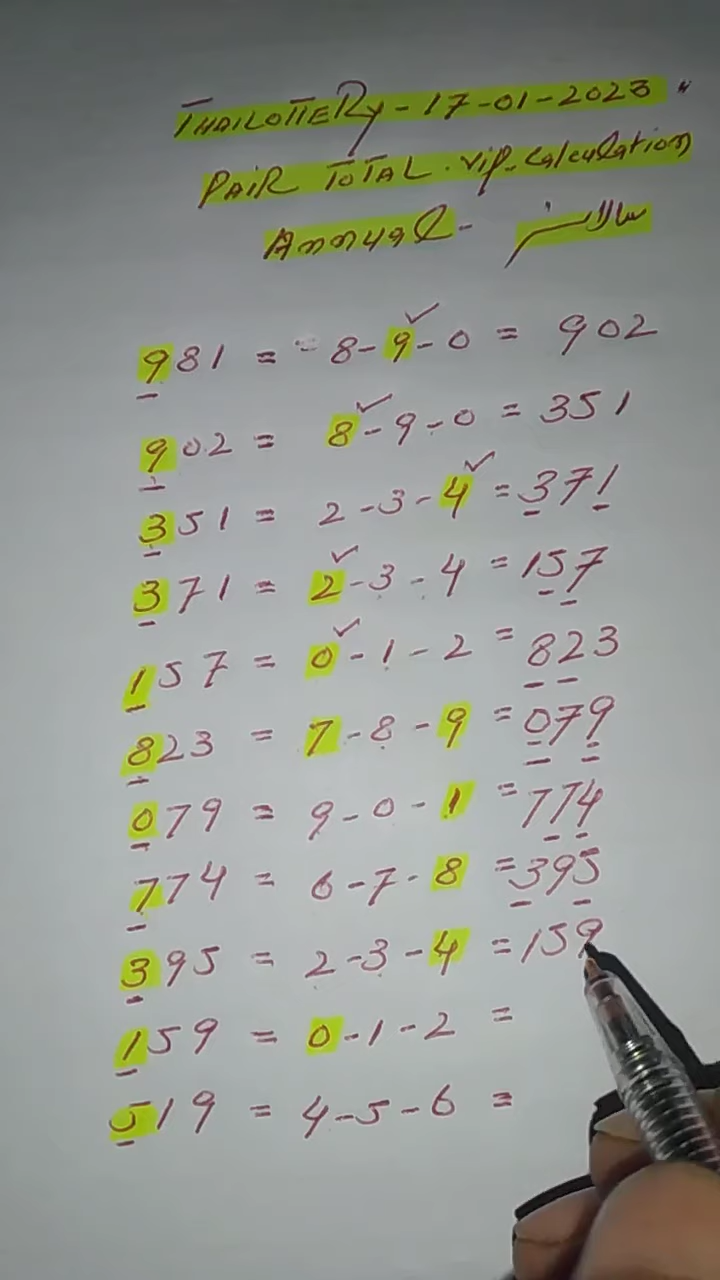 THAILOTTERY - 17-01-2023 "
PAIR TOTAL. vip. calculation
Annual - سالانہ
981 = 8-9-0 = 902
902 = 8-9-0 = 351
351 = 2-3-4 = 371
371 = 2-3-4 = 157
157 = 0-1-2 = 823
823 = 7-8-9 = 079
079 = 9-0-1 = 774
774 = 6-7-8 = 395
395 = 2-3-4 = 159
159 = 0-1-2 =
519 = 4-5-6 =